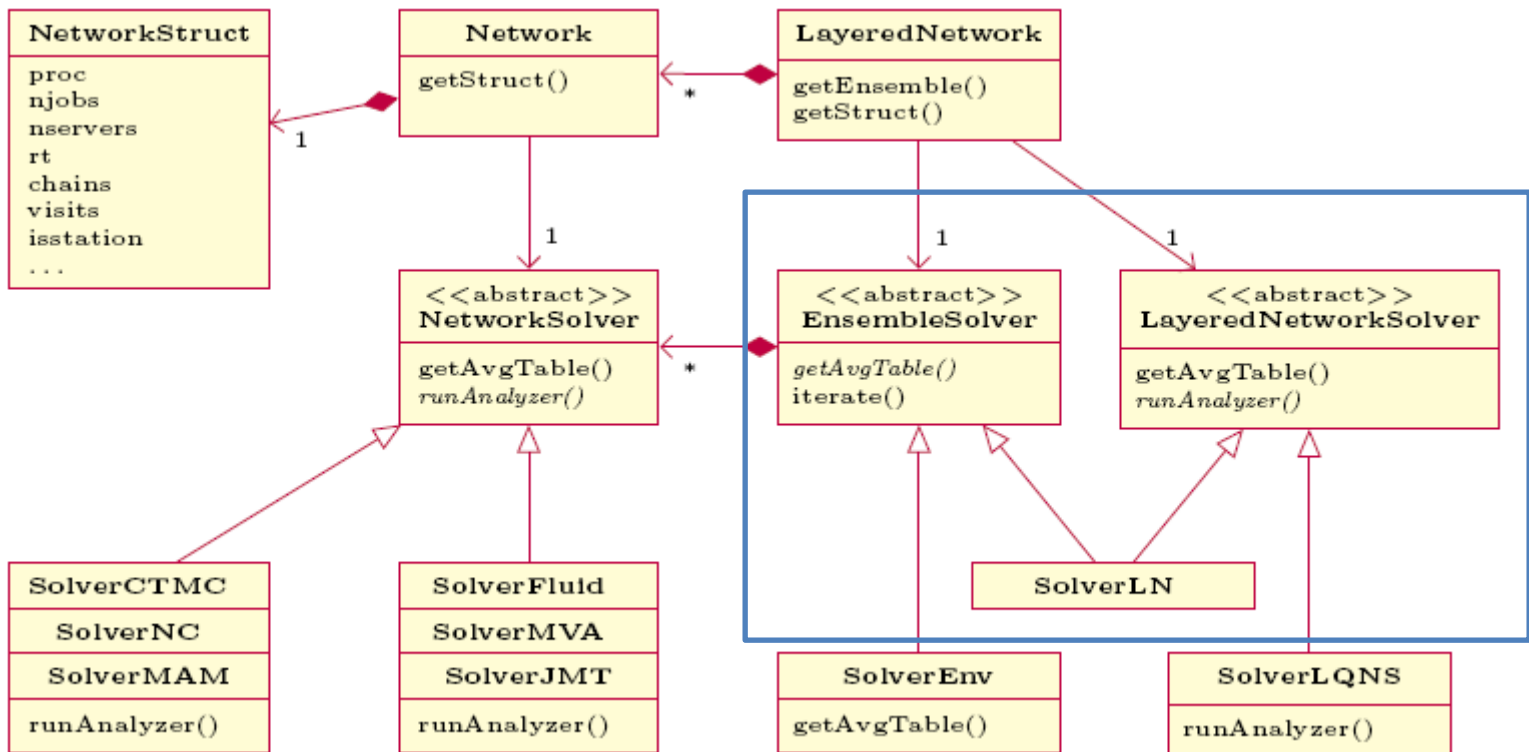 NetworkStruct
proc
njobs
nservers
rt
chains
visits
isstation
...
Network
getStruct()
LayeredNetwork
getEnsemble()
getStruct()
1
*
1
1
1
<<abstract>>
NetworkSolver
getAvgTable()
runAnalyzer()
*
<<abstract>>
EnsembleSolver
getAvgTable()
iterate()
<<abstract>>
LayeredNetworkSolver
getAvgTable()
runAnalyzer()
SolverLN
SolverCTMC
SolverNC
SolverMAM
runAnalyzer()
SolverFluid
SolverMVA
SolverJMT
runAnalyzer()
SolverEnv
getAvgTable()
SolverLQNS
runAnalyzer()